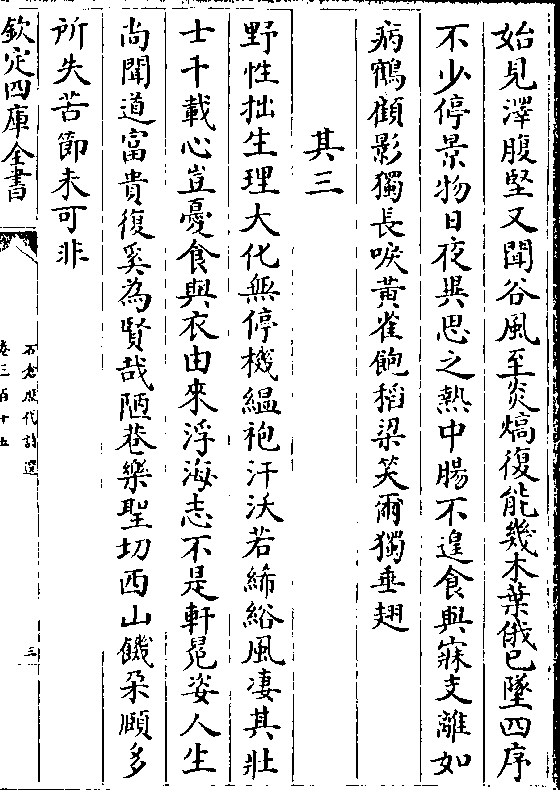 始見澤腹堅又聞谷風至炎熇復能幾木葉俄已墜四序
不少停景物日夜異思之熱中腸不遑食與寐支離如
病鶴顧影獨長唳黃雀飽稻粱笑爾獨垂翅
其三
野性拙生理大化無停機縕袍汗沃若絺綌風凄其壯
士千載心豈憂食與衣由來浮海志不是軒冕姿人生
尚聞道富貴復奚為賢哉陋巷樂聖切西山饑朶頤多
所失苦節未可非
欽定四庫全書
石倉歷代詩選
卷三百十五
三